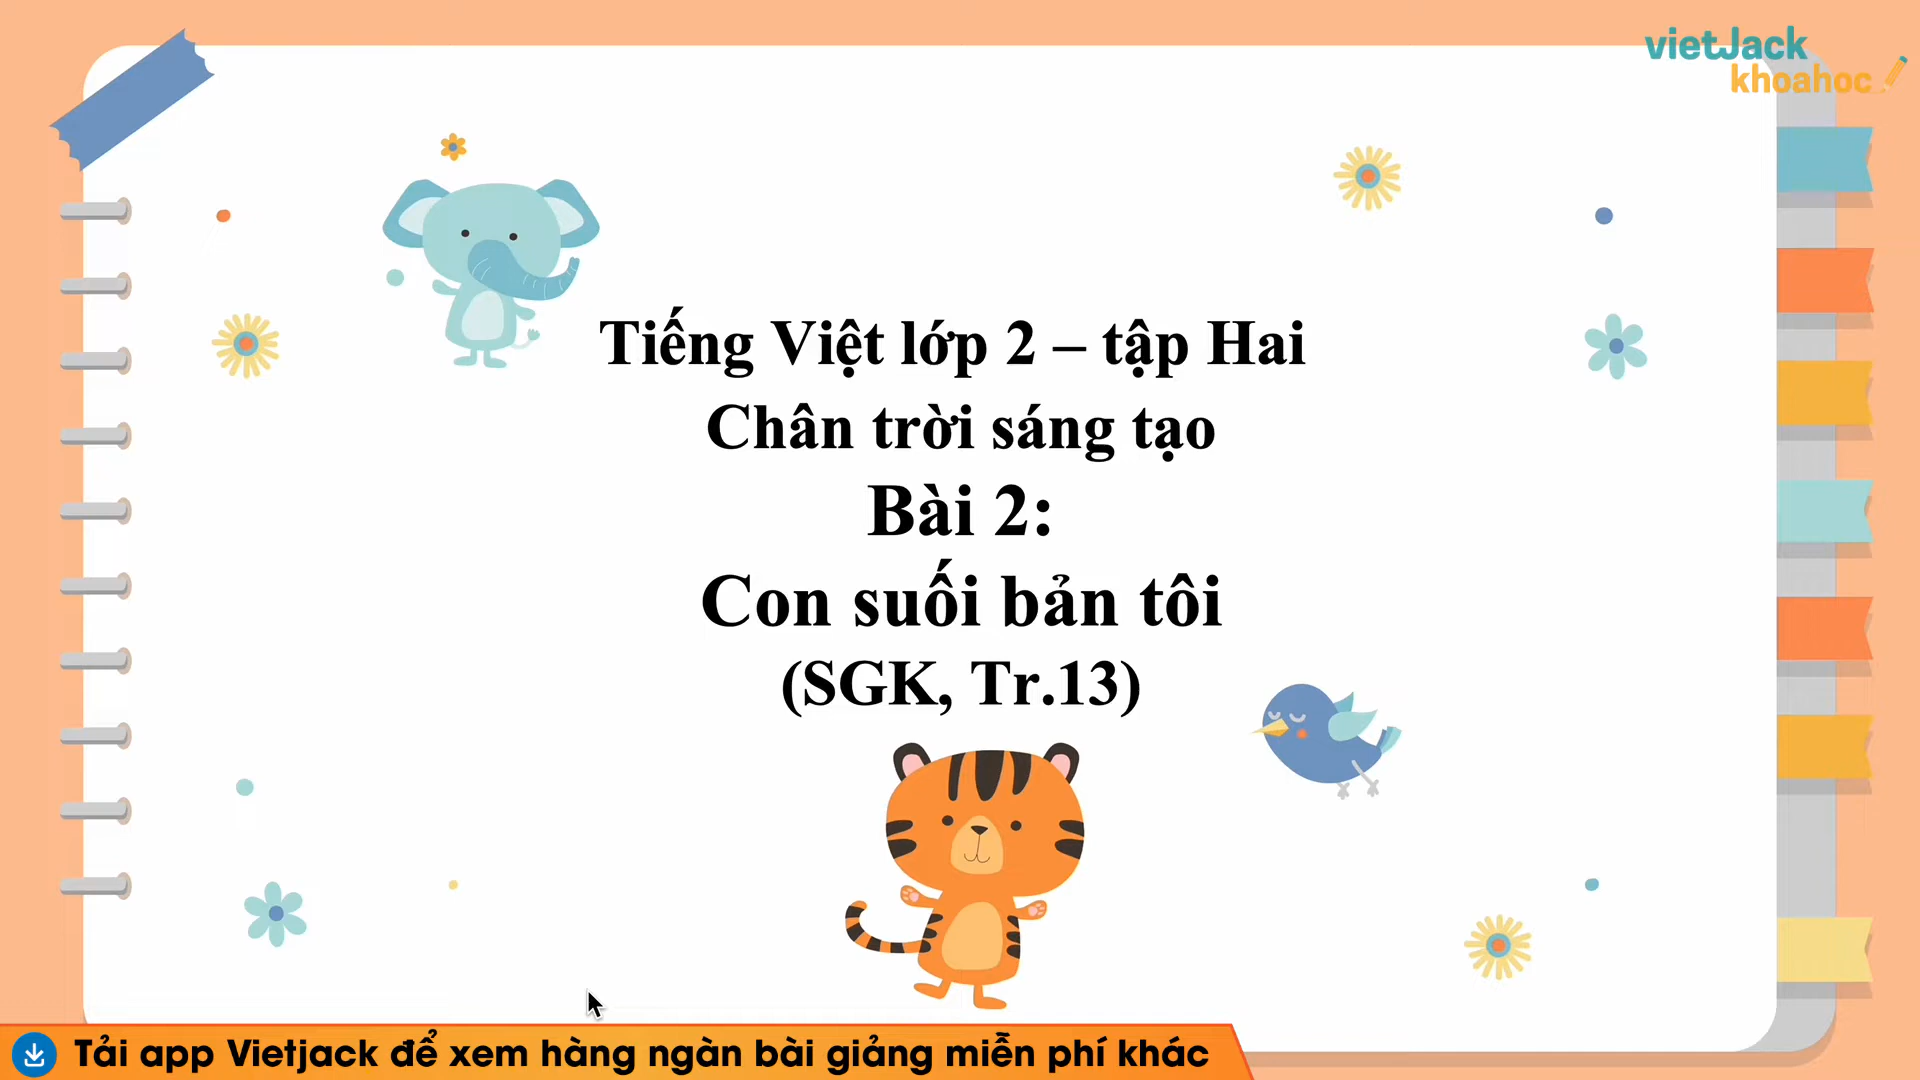 vietJack
khoahoc
Tiếng Việt lớp 2 – tập Hai
Chân trời sáng tạo
Bài 2:
Con suối bản tôi
(SGK, Tr.13)
Tải app Vietjack để xem hàng ngàn bài giảng miễn phí khác